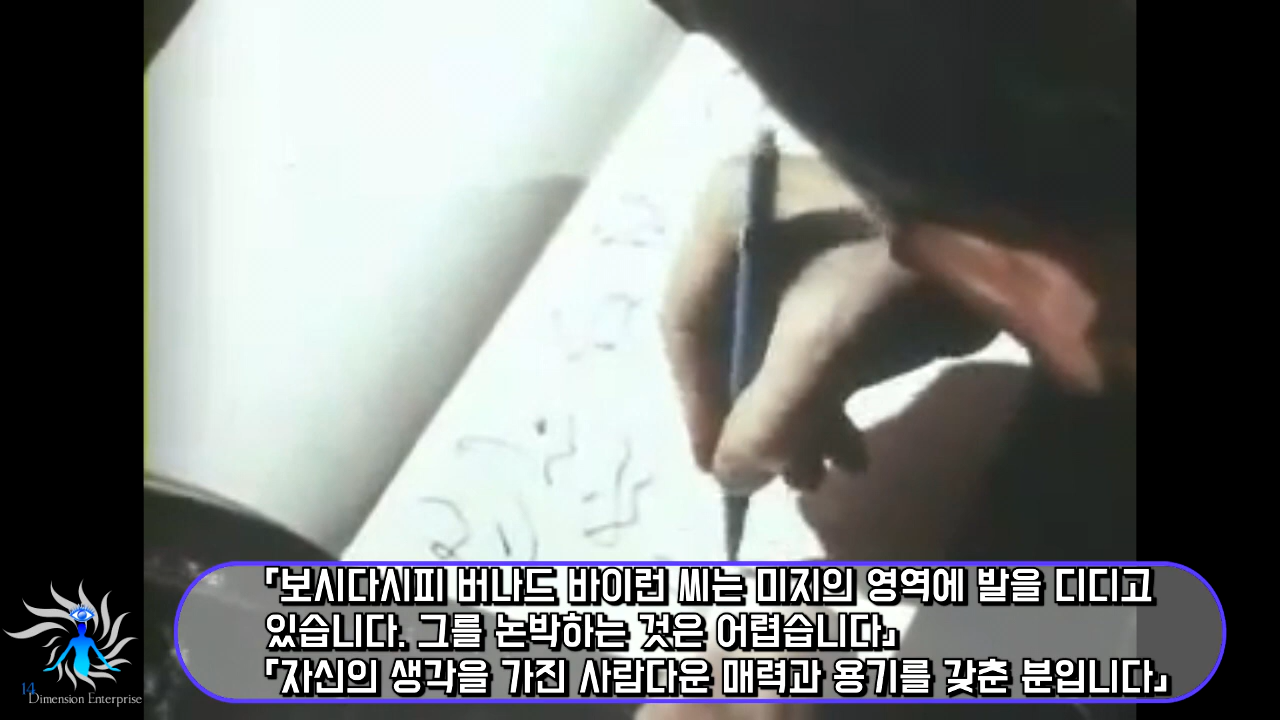 「보시다시피 버나드 바이런 씨는 미지의 영역에 발을 디디고
있습니다. 그를 논박하는 것은 어렵습니다」
「자신의 생각을 가진 사람다운 매력과 용기를 갖춘 분입니다」
14
Dimension Enterprise